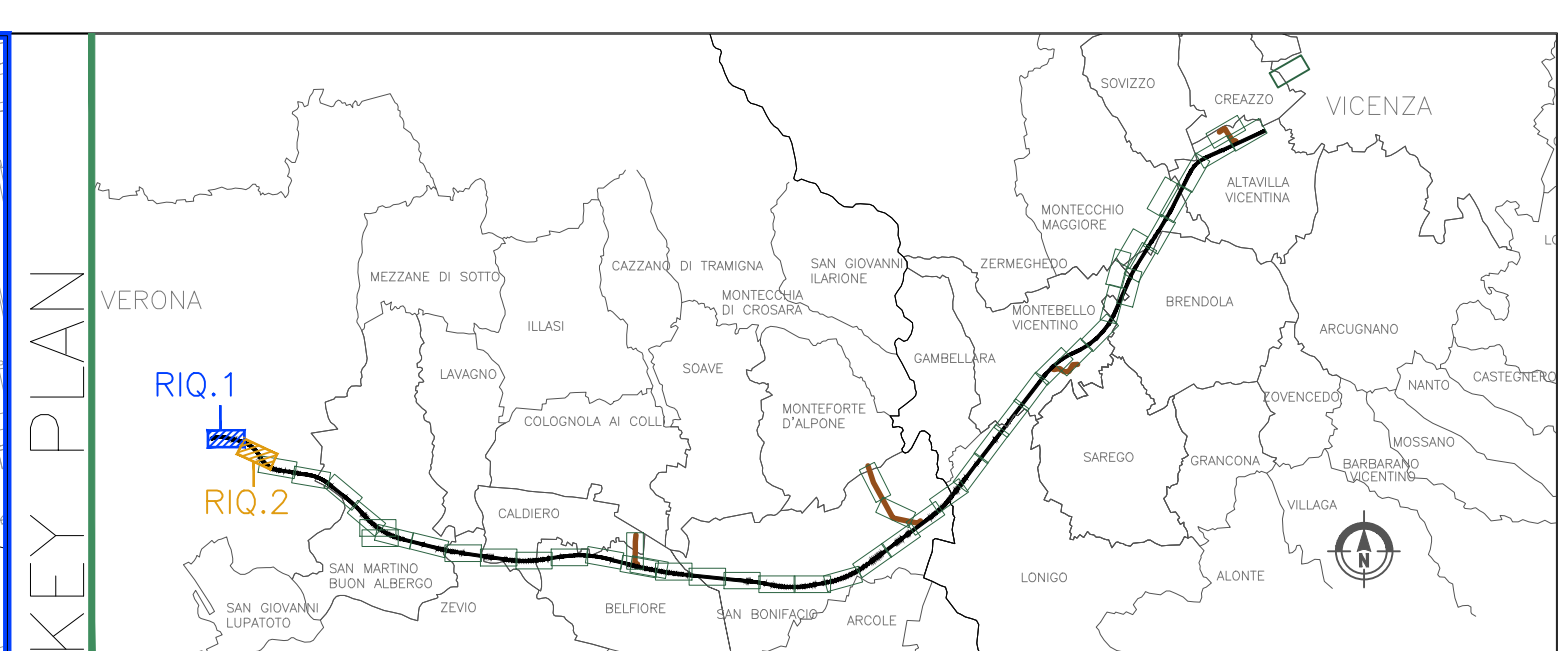 KEY PLAN
SOVIZZO
CREAZZO
VICENZA
ALTAVILLA
VICENTINA
MONTECCHIO
MAGGIORE
MEZZANE DI SOTTO
CAZZANO DI TRAMIGNA
SAN GIOVANNI
ILARIONE
ZERMEGHEDO
VERONA
MONTECCHIA
DI CROSARA
MONTEBELLO
VICENTINO
BRENDOLA
ILLASI
ARCUGNANO
GAMBELLARA
LAVAGNO
SOAVE
RIQ.1
NANTO
CASTEGNERO
ZOVENCEDO
COLOGNOLA AI COLLI
MONTEFORTE
D'ALPONE
MOSSANO
SAREGO
GRANCONA
BARBARANO
VICENTINO
RIQ.2
CALDIERO
VILLAGA
N
SAN MARTINO
BUON ALBERGO
LONIGO
ALONTE
SAN GIOVANNI
LUPATOTO
ZEVIO
BELFIORE
SAN BONIFACIO
ARCOLE